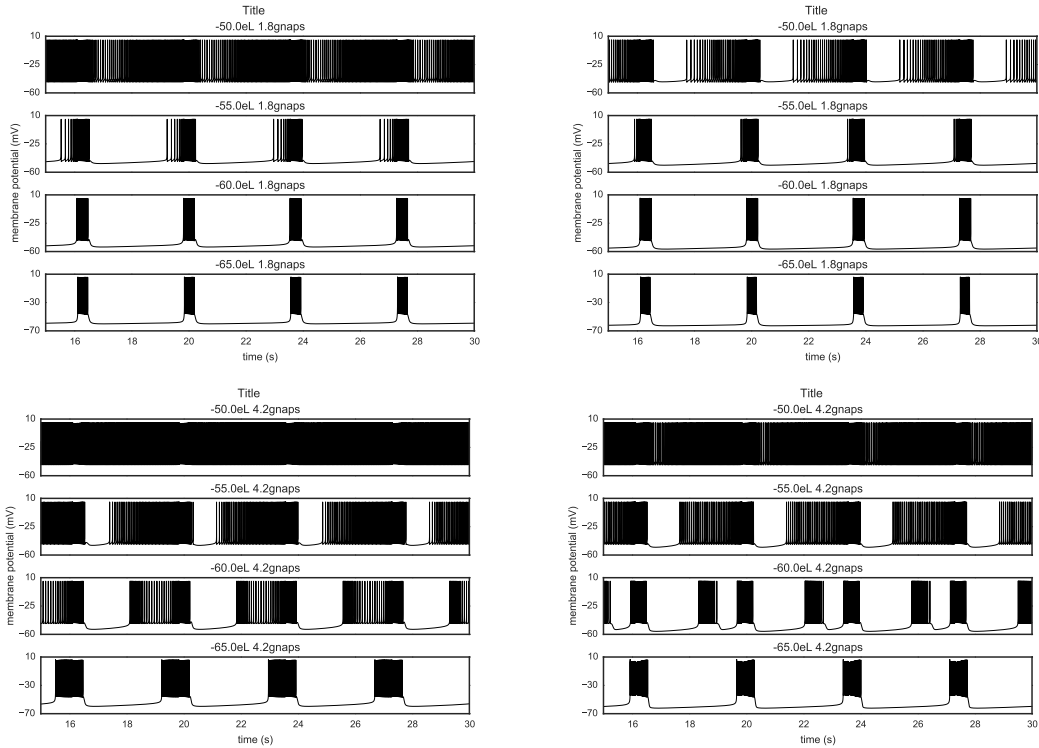 Title
-50.0eL 1.8gnaps
10
−25
−60
-55.0eL 1.8gnaps
10
−25
−60
-60.0eL 1.8gnaps
10
−25
−60
-65.0eL 1.8gnaps
10
−30
−70
16 18 20 22 24 26 28 30
time (s)
membrane potential (mV)
Title
-50.0eL 1.8gnaps
10
−25
−60
-55.0eL 1.8gnaps
10
−25
−60
-60.0eL 1.8gnaps
10
−25
−60
-65.0eL 1.8gnaps
10
−30
−70
16 18 20 22 24 26 28 30
time (s)
membrane potential (mV)
Title
-50.0eL 4.2gnaps
10
−25
−60
-55.0eL 4.2gnaps
10
−25
−60
-60.0eL 4.2gnaps
10
−25
−60
-65.0eL 4.2gnaps
10
−30
−70
16 18 20 22 24 26 28 30
time (s)
membrane potential (mV)
Title
-50.0eL 4.2gnaps
10
−25
−60
-55.0eL 4.2gnaps
10
−25
−60
-60.0eL 4.2gnaps
10
−25
−60
-65.0eL 4.2gnaps
10
−30
−70
16 18 20 22 24 26 28 30
time (s)
membrane potential (mV)